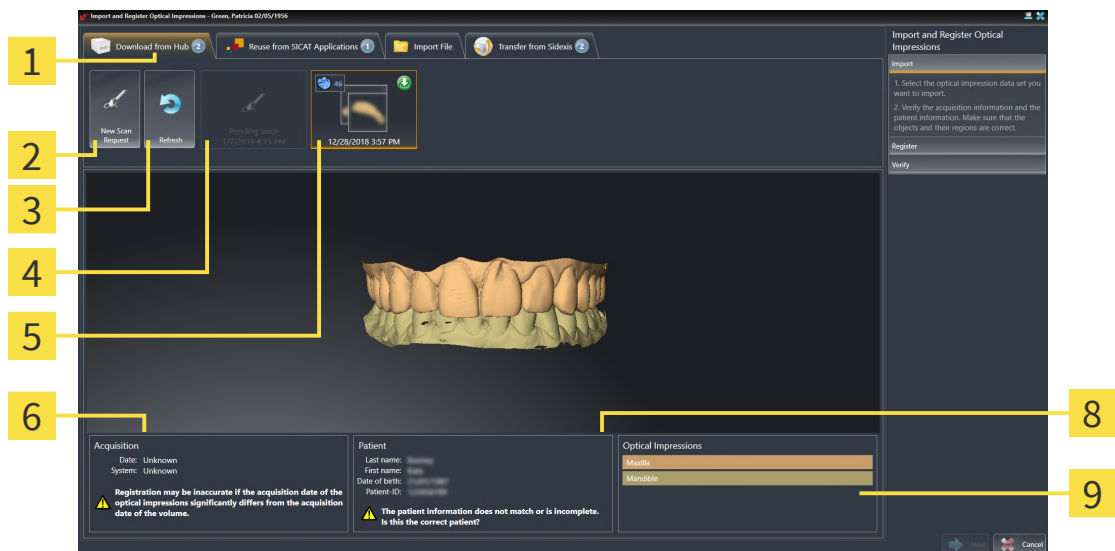 Import and Register Optical Impressions - Green, Patricia 02/05/1956
Download from Hub 2
Reuse from SICAT Applications 1
Import File
Transfer from Sidexis 2
New Scan
Request
Refresh
Pending since
1/7/2019 4:15 PM
46
12/28/2018 3:57 PM
Import and Register Optical
Impressions
Import
1. Select the optical impression data set you
want to import.
2. Verify the acquisition information and the
patient information. Make sure that the
objects and their regions are correct.
Register
Verify
1
2
3
4
5
6
8
9
Acquisition
Date: Unknown
System: Unknown
Registration may be inaccurate if the acquisition date of the
optical impressions significantly differs from the acquisition
date of the volume.
Patient
Last name:
First name:
Date of birth:
Patient-ID:
The patient information does not match or is incomplete.
Is this the correct patient?
Optical Impressions
Maxilla
Mandible
Next
Cancel